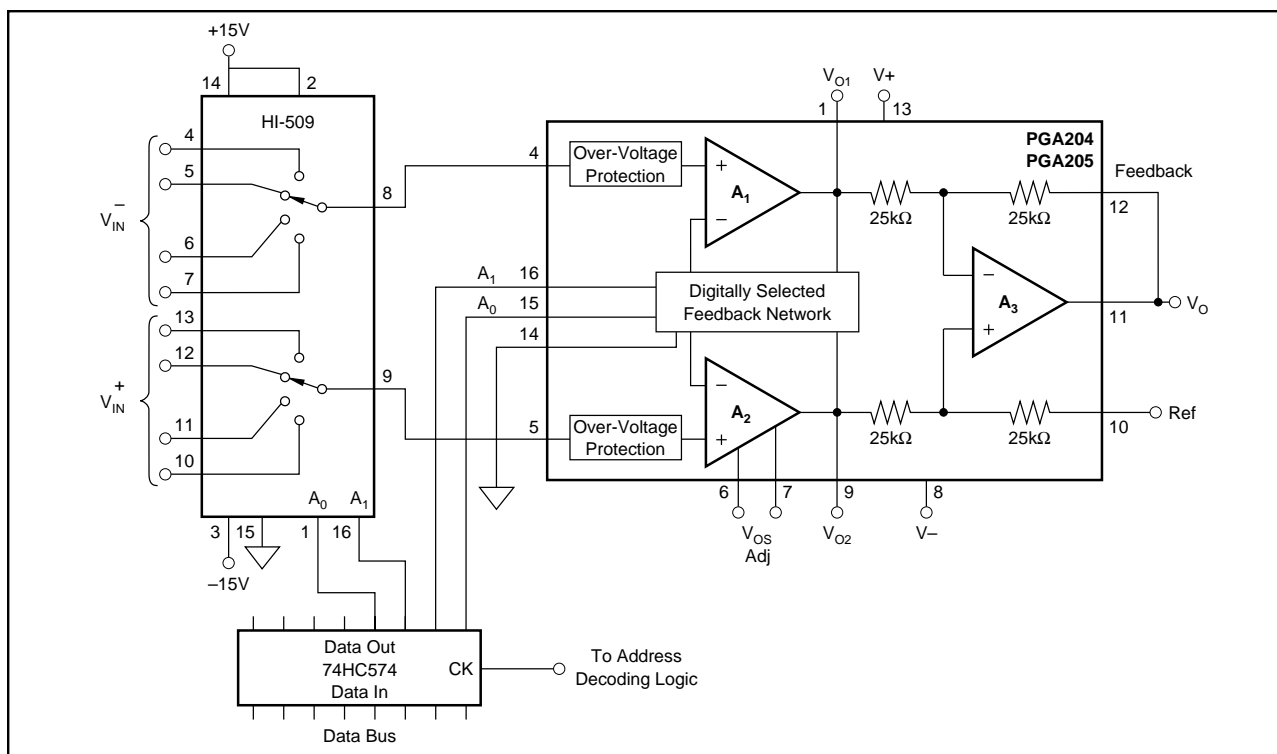 +15V
14
2
HI-509
4
5
6
7
V–IN
8
13
12
11
10
V+IN
9
A0
A1
3
15
1
16
–15V
VO1
V+
1
13
PGA204
PGA205
4
Over-Voltage
Protection
+
A1
–
25kΩ
25kΩ
Feedback
12
A1
16
A0
15
14
Digitally Selected
Feedback Network
–
A3
+
11
VO
–
A2
+
5
Over-Voltage
Protection
25kΩ
25kΩ
10
Ref
6
7
9
8
VOS
Adj
VO2
V–
Data Out
74HC574
CK
Data In
To Address
Decoding Logic
Data Bus